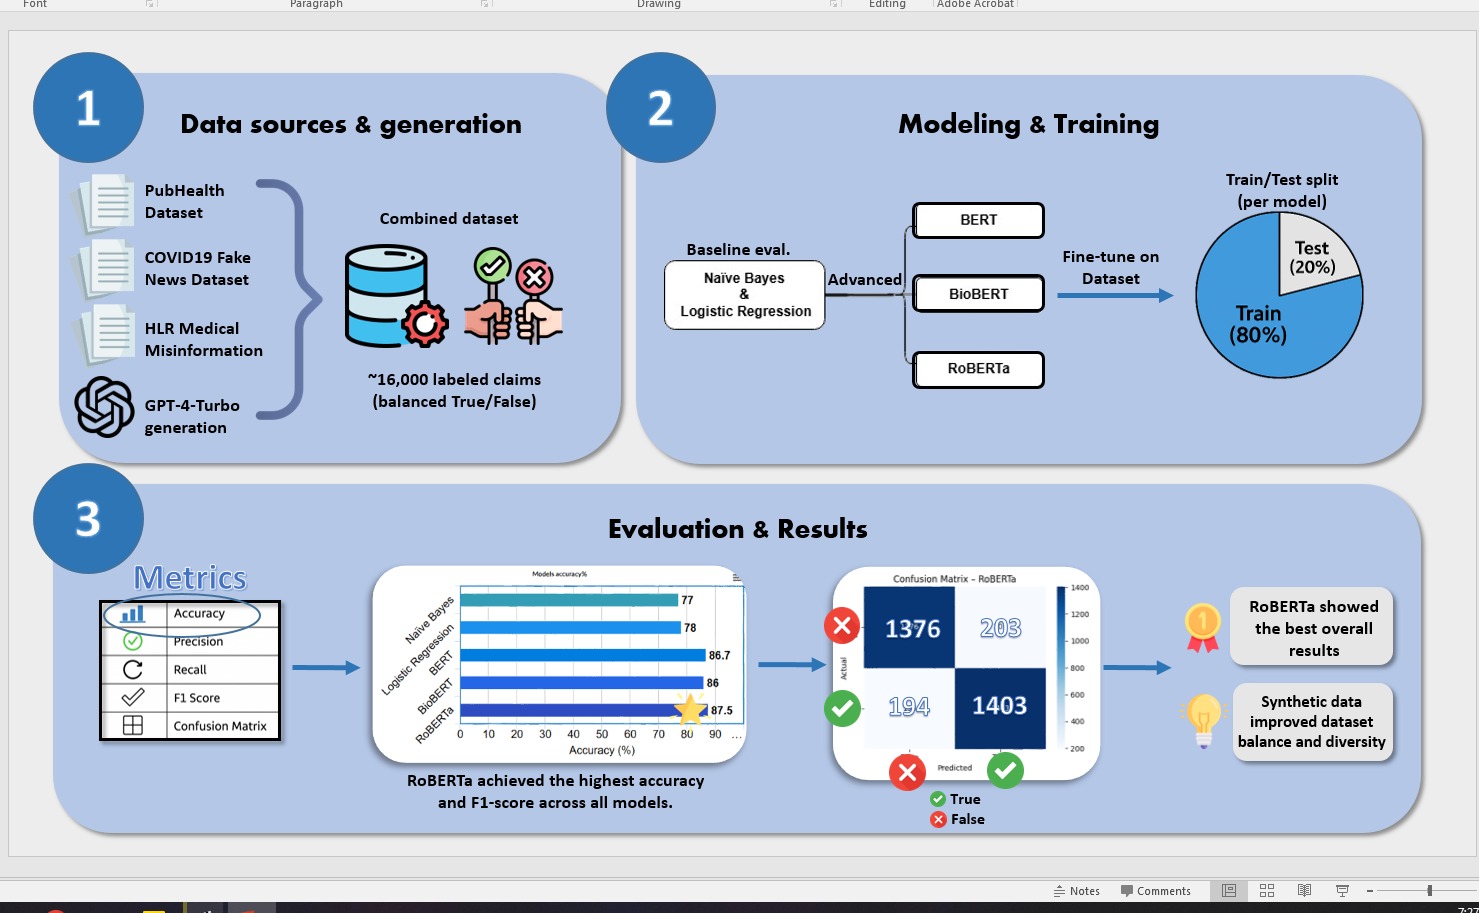 Font
Paragraph
Drawing
Editing
Adobe Acrobat
1
Data sources & generation
PubHealth
Dataset
COVID19 Fake
News Dataset
HLR Medical
Misinformation
GPT-4-Turbo
generation
Combined dataset
~16,000 labeled claims
(balanced True/False)
2
Modeling & Training
Baseline eval.
Naïve Bayes
&
Logistic Regression
Advanced
BERT
BioBERT
RoBERTa
Fine-tune on
Dataset
Train/Test split
(per model)
Test
(20%)
Train
(80%)
3
Evaluation & Results
Metrics
Accuracy
Precision
Recall
F1 Score
Confusion Matrix
Models accuracy%
Naïve Bayes
77
Logistic Regression
78
BERT
86.7
BioBERT
86
RoBERTa
87.5
0 10 20 30 40 50 60 70 80 90 ...
Accuracy (%)
RoBERTa achieved the highest accuracy
and F1-score across all models.
Confusion Matrix – RoBERTa
Actual
1376
203
194
1403
Predicted
1400
1200
1000
800
600
400
200
True
False
1
RoBERTa showed
the best overall
results
Synthetic data
improved dataset
balance and diversity
Notes
Comments